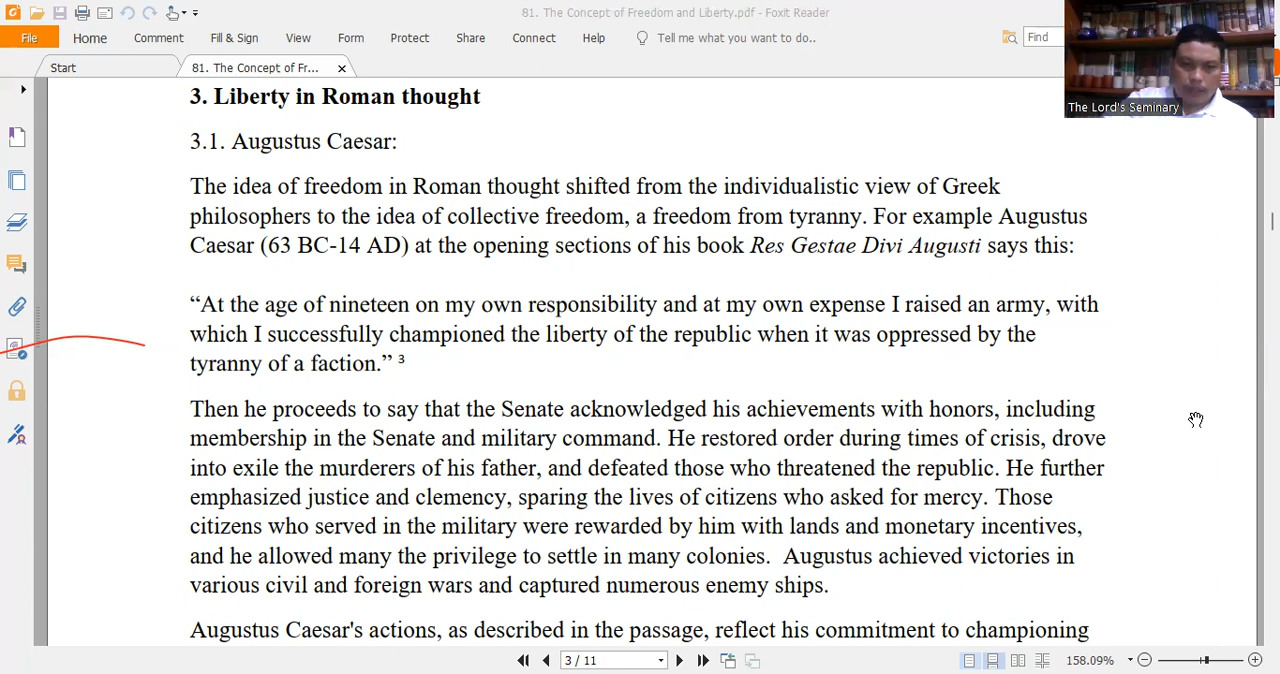 81. The Concept of Freedom and Liberty.pdf - Foxit Reader
File Home Comment Fill & Sign View Form Protect Share Connect Help Tell me what you want to do.. Find
Start 81. The Concept of Fr...
The Lord's Seminary
3. Liberty in Roman thought
3.1. Augustus Caesar:
The idea of freedom in Roman thought shifted from the individualistic view of Greek
philosophers to the idea of collective freedom, a freedom from tyranny. For example Augustus
Caesar (63 BC-14 AD) at the opening sections of his book Res Gestae Divi Augusti says this:
“At the age of nineteen on my own responsibility and at my own expense I raised an army, with
which I successfully championed the liberty of the republic when it was oppressed by the
tyranny of a faction.” ³
Then he proceeds to say that the Senate acknowledged his achievements with honors, including
membership in the Senate and military command. He restored order during times of crisis, drove
into exile the murderers of his father, and defeated those who threatened the republic. He further
emphasized justice and clemency, sparing the lives of citizens who asked for mercy. Those
citizens who served in the military were rewarded by him with lands and monetary incentives,
and he allowed many the privilege to settle in many colonies.  Augustus achieved victories in
various civil and foreign wars and captured numerous enemy ships.
Augustus Caesar's actions, as described in the passage, reflect his commitment to championing
3 / 11 158.09%